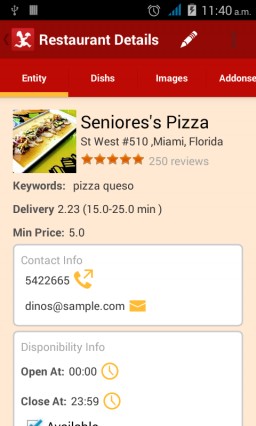 11:40 a.m.
Restaurant Details
Entity Dishs Images Addonse
Seniores's Pizza
St West #510 ,Miami, Florida
250 reviews
Keywords: pizza queso
Delivery 2.23 (15.0-25.0 min )
Min Price: 5.0
Contact Info
5422665
dinos@sample.com
Disponibility Info
Open At: 00:00
Close At: 23:59
Available